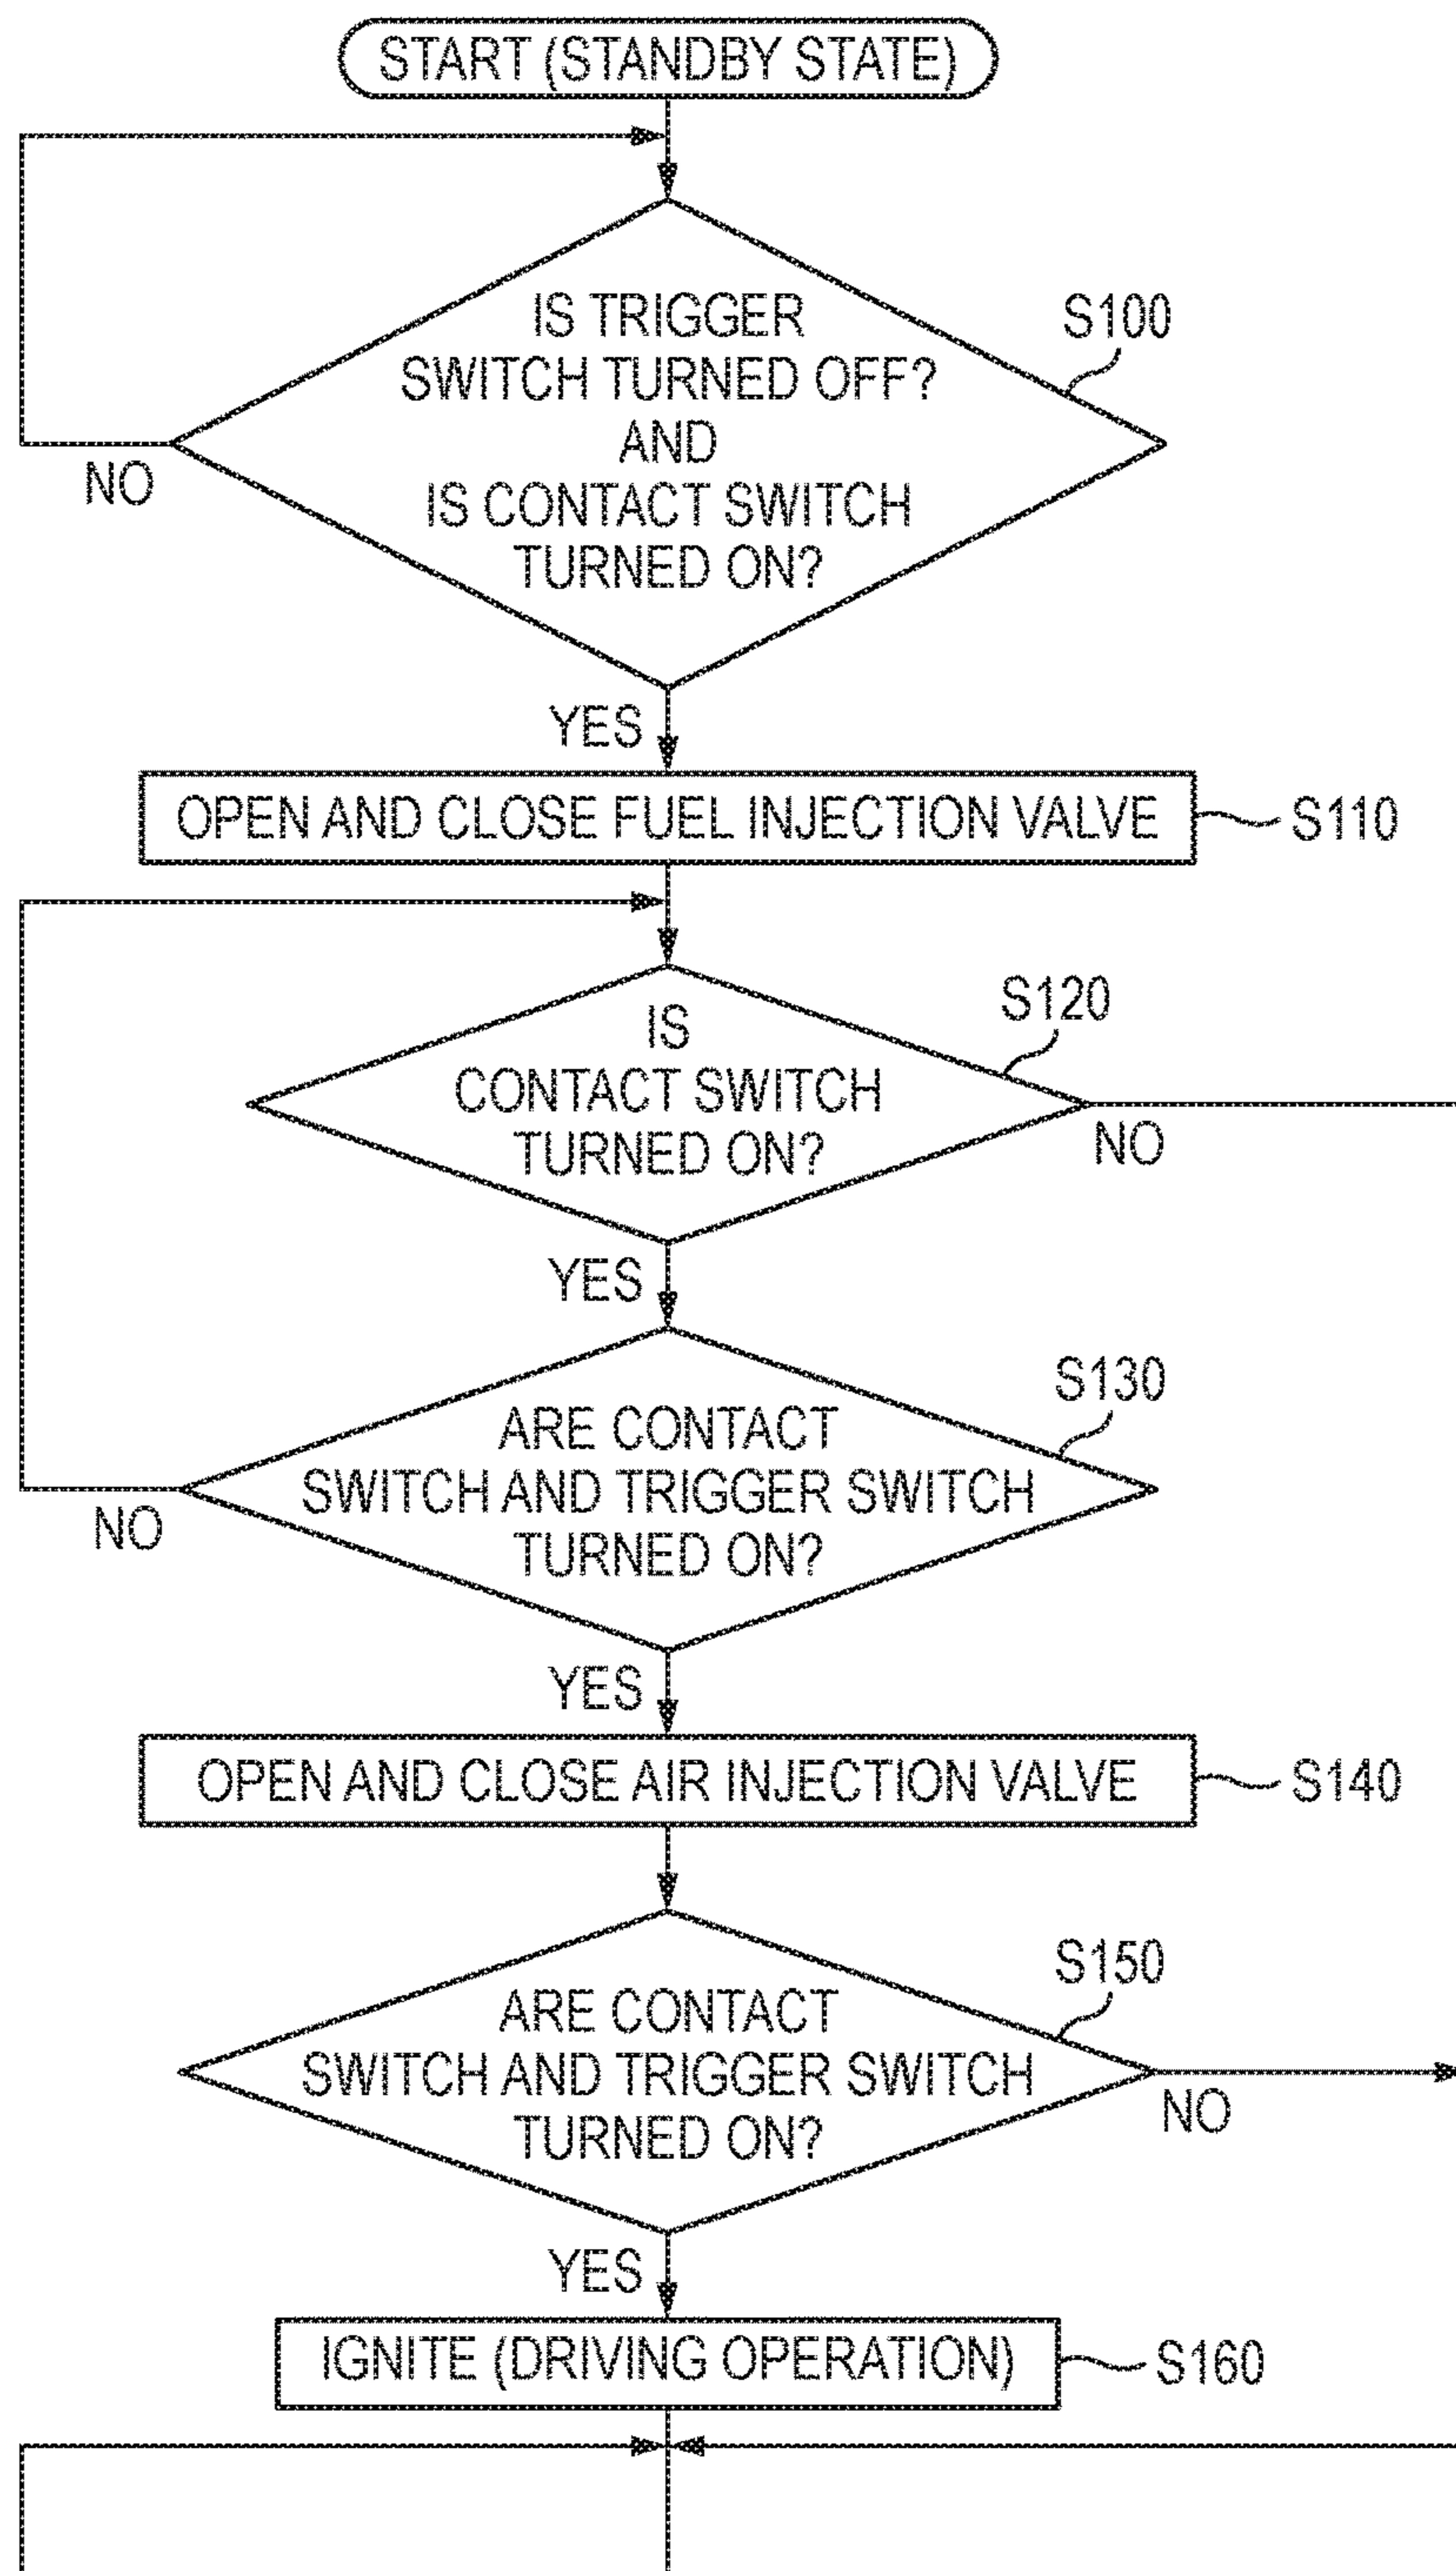 START (STANDBY STATE)
IS TRIGGER
SWITCH TURNED OFF?
AND
IS CONTACT SWITCH
TURNED ON?
S100
NO
YES
OPEN AND CLOSE FUEL INJECTION VALVE
S110
IS
CONTACT SWITCH
TURNED ON?
S120
NO
YES
ARE CONTACT
SWITCH AND TRIGGER SWITCH
TURNED ON?
S130
NO
YES
OPEN AND CLOSE AIR INJECTION VALVE
S140
ARE CONTACT
SWITCH AND TRIGGER SWITCH
TURNED ON?
S150
NO
YES
IGNITE (DRIVING OPERATION)
S160